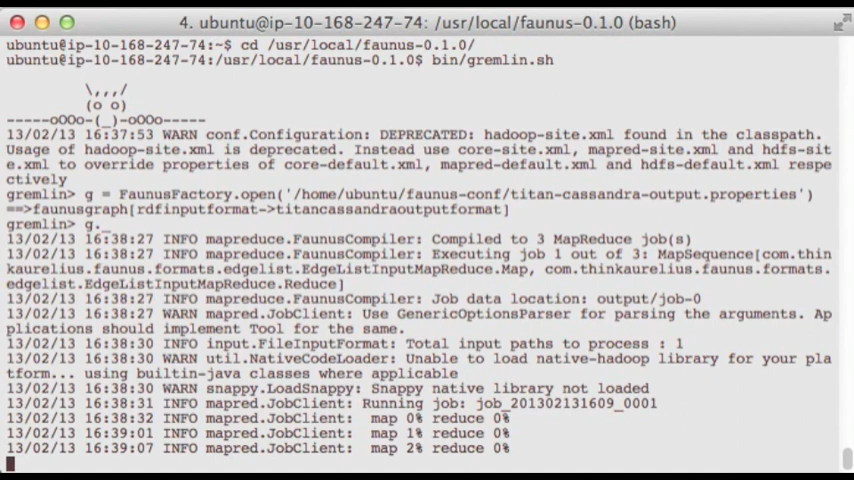 4. ubuntu@ip-10-168-247-74: /usr/local/faunus-0.1.0 (bash)
ubuntu@ip-10-168-247-74:~$ cd /usr/local/faunus-0.1.0/
ubuntu@ip-10-168-247-74:/usr/local/faunus-0.1.0$ bin/gremlin.sh
\,,,/
(o o)
-----oOOo-(_)-oOOo-----
13/02/13 16:37:53 WARN conf.Configuration: DEPRECATED: hadoop-site.xml found in the classpath.
Usage of hadoop-site.xml is deprecated. Instead use core-site.xml, mapred-site.xml and hdfs-sit
e.xml to override properties of core-default.xml, mapred-default.xml and hdfs-default.xml respe
ctively
gremlin> g = FaunusFactory.open('/home/ubuntu/faunus-conf/titan-cassandra-output.properties')
==>faunusgraph[rdfinputformat->titancassandraoutputformat]
gremlin> g._
13/02/13 16:38:27 INFO mapreduce.FaunusCompiler: Compiled to 3 MapReduce job(s)
13/02/13 16:38:27 INFO mapreduce.FaunusCompiler: Executing job 1 out of 3: MapSequence[com.thin
kaurelius.faunus.formats.edgelist.EdgeListInputMapReduce.Map, com.thinkaurelius.faunus.formats.
edgelist.EdgeListInputMapReduce.Reduce]
13/02/13 16:38:27 INFO mapreduce.FaunusCompiler: Job data location: output/job-0
13/02/13 16:38:27 WARN mapred.JobClient: Use GenericOptionsParser for parsing the arguments. Ap
plications should implement Tool for the same.
13/02/13 16:38:30 INFO input.FileInputFormat: Total input paths to process : 1
13/02/13 16:38:30 WARN util.NativeCodeLoader: Unable to load native-hadoop library for your pla
tform... using builtin-java classes where applicable
13/02/13 16:38:30 WARN snappy.LoadSnappy: Snappy native library not loaded
13/02/13 16:38:31 INFO mapred.JobClient: Running job: job_201302131609_0001
13/02/13 16:38:32 INFO mapred.JobClient:  map 0% reduce 0%
13/02/13 16:39:01 INFO mapred.JobClient:  map 1% reduce 0%
13/02/13 16:39:07 INFO mapred.JobClient:  map 2% reduce 0%